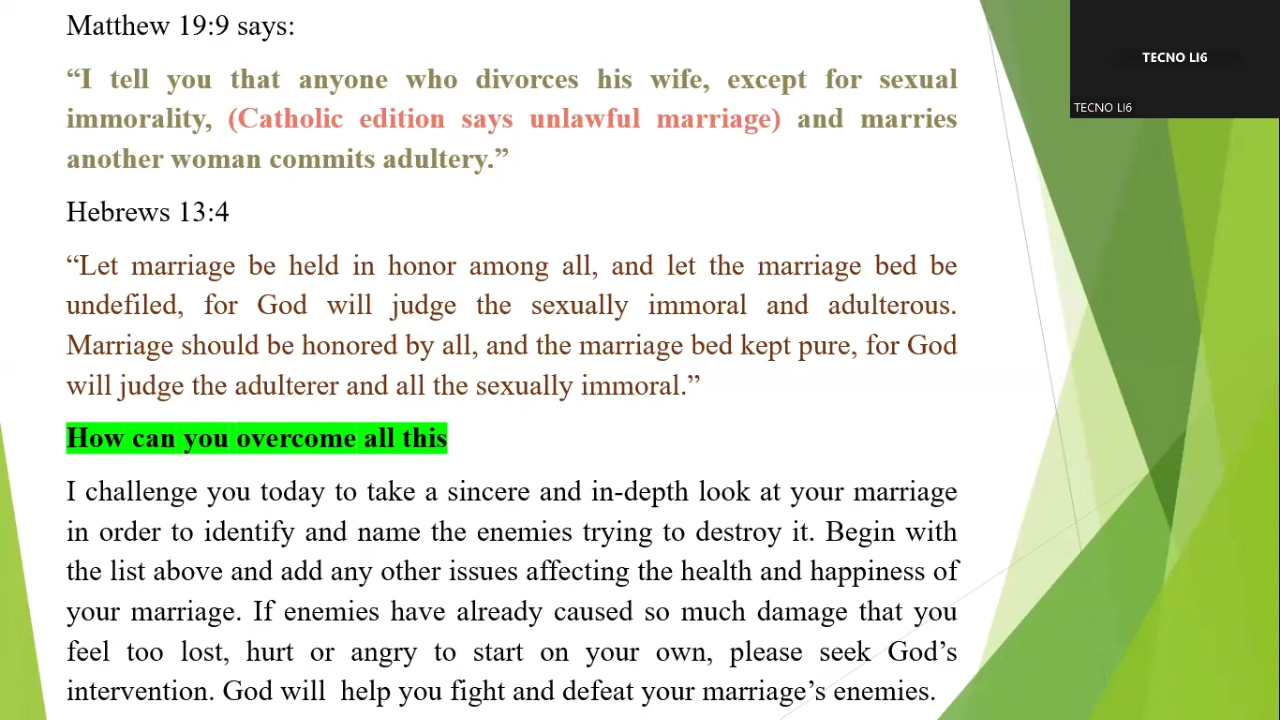 Matthew 19:9 says:
“I tell you that anyone who divorces his wife, except for sexual
immorality, (Catholic edition says unlawful marriage) and marries
another woman commits adultery.”
Hebrews 13:4
“Let marriage be held in honor among all, and let the marriage bed be
undefiled, for God will judge the sexually immoral and adulterous.
Marriage should be honored by all, and the marriage bed kept pure, for God
will judge the adulterer and all the sexually immoral.”
How can you overcome all this
I challenge you today to take a sincere and in-depth look at your marriage
in order to identify and name the enemies trying to destroy it. Begin with
the list above and add any other issues affecting the health and happiness of
your marriage. If enemies have already caused so much damage that you
feel too lost, hurt or angry to start on your own, please seek God’s
intervention. God will help you fight and defeat your marriage’s enemies.
TECNO LI6
TECNO LI6